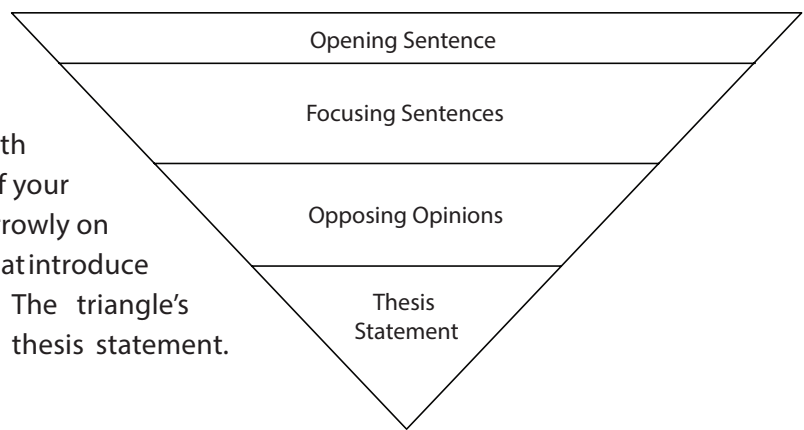 Opening Sentence
Focusing Sentences
Opposing Opinions
Thesis
Statement
your
on
introduce
The triangle's
thesis statement.